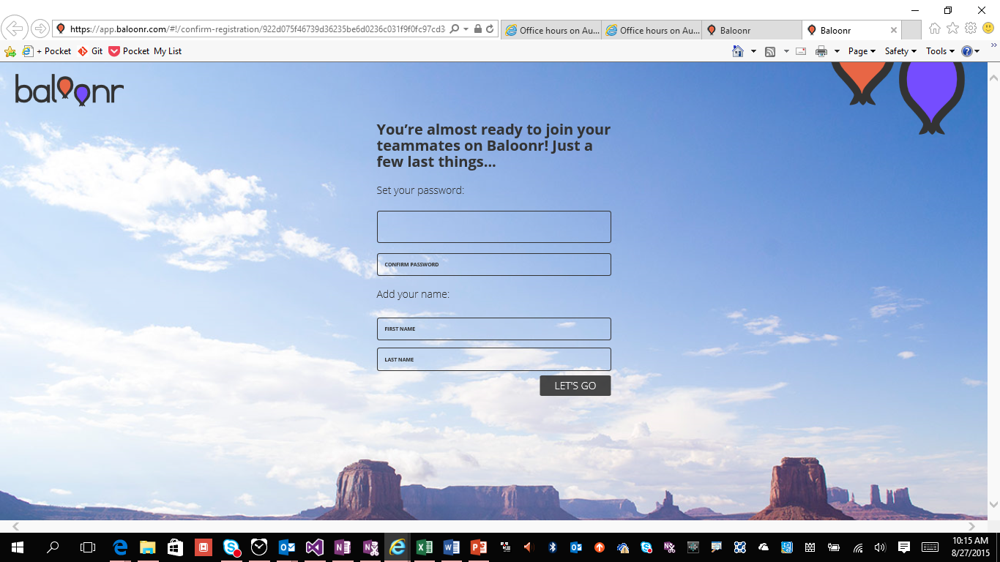 https://app.baloonr.com/#!/confirm-registration/922d075f46739d36235be6d0236c031f9f0fc97cd3
Office hours on Au...
Office hours on Au...
Baloonr
Baloonr
+ Pocket
Git
Pocket
My List
Page
Safety
Tools
baloonr
You’re almost ready to join your
teammates on Baloonr! Just a
few last things...
Set your password:
CONFIRM PASSWORD
Add your name:
FIRST NAME
LAST NAME
LET'S GO
10:15 AM
8/27/2015